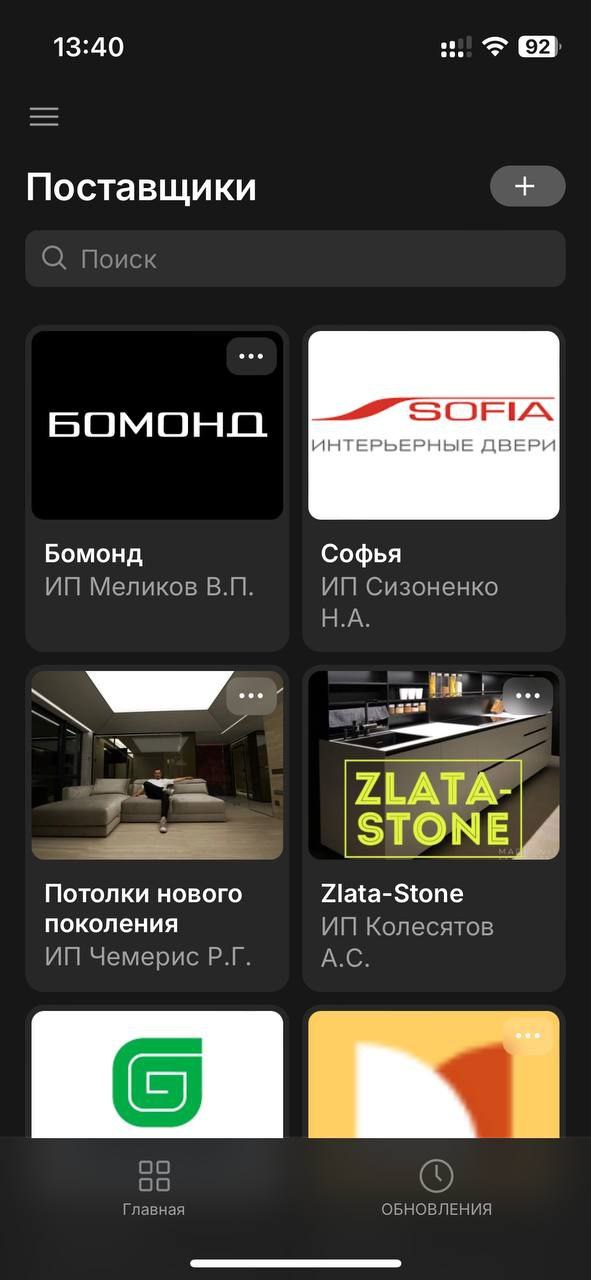 13:40
92
Поставщики
+
Поиск
БОМОНД
SOFIA
ИНТЕРЬЕРНЫЕ ДВЕРИ
Бомонд
ИП Меликов В.П.
Софья
ИП Сизоненко
Н.А.
ZLATA-
STONE
Потолки нового
поколения
ИП Чемерис Р.Г.
Zlata-Stone
ИП Колесятов
А.С.
Главная
ОБНОВЛЕНИЯ